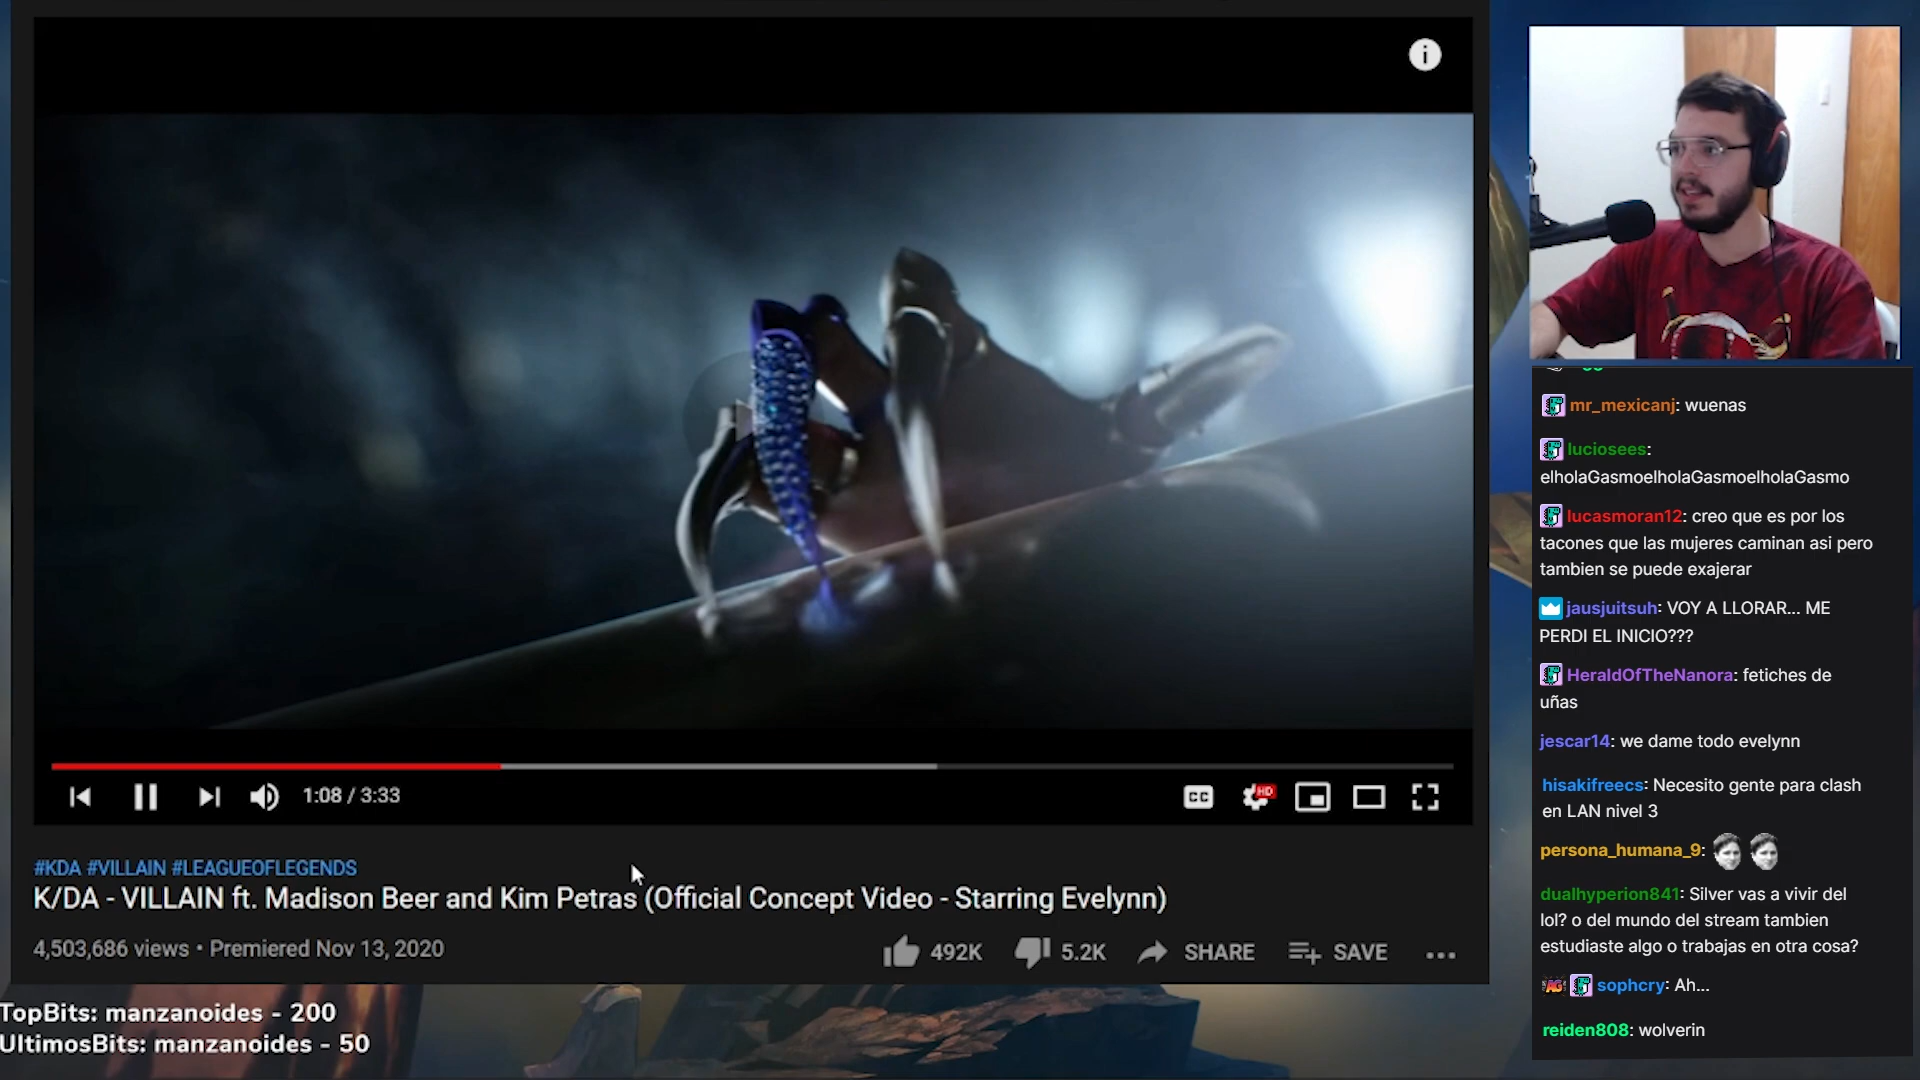 i
1:08 / 3:33
CC
HD
#KDA #VILLAIN #LEAGUEOFLEGENDS
K/DA - VILLAIN ft. Madison Beer and Kim Petras (Official Concept Video - Starring Evelynn)
4,503,686 views • Premiered Nov 13, 2020
492K
5.2K
SHARE
SAVE
TopBits: manzanoides - 200
UltimosBits: manzanoides - 50
mr_mexicanj: wuenas
luciosees:
elholaGasmoelholaGasmoelholaGasmo
lucasmoran12: creo que es por los
tacones que las mujeres caminan asi pero
tambien se puede exajerar
jausjuitsuh: VOY A LLORAR... ME
PERDI EL INICIO???
HeraldOfTheNanora: fetiches de
uñas
jescar14: we dame todo evelynn
hisakifreecs: Necesito gente para clash
en LAN nivel 3
persona_humana_9:
dualhyperion841: Silver vas a vivir del
lol? o del mundo del stream tambien
estudiaste algo o trabajas en otra cosa?
AG sophcry: Ah...
reiden808: wolverin